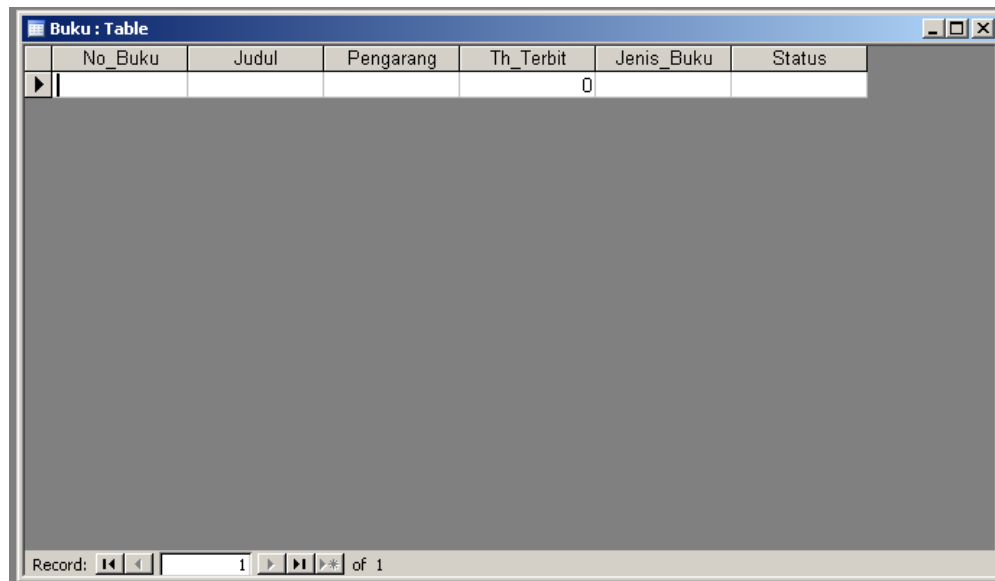 Buku : Table
No_Buku Judul Pengarang Th_Terbit Jenis_Buku Status
0
Record: 1 of 1